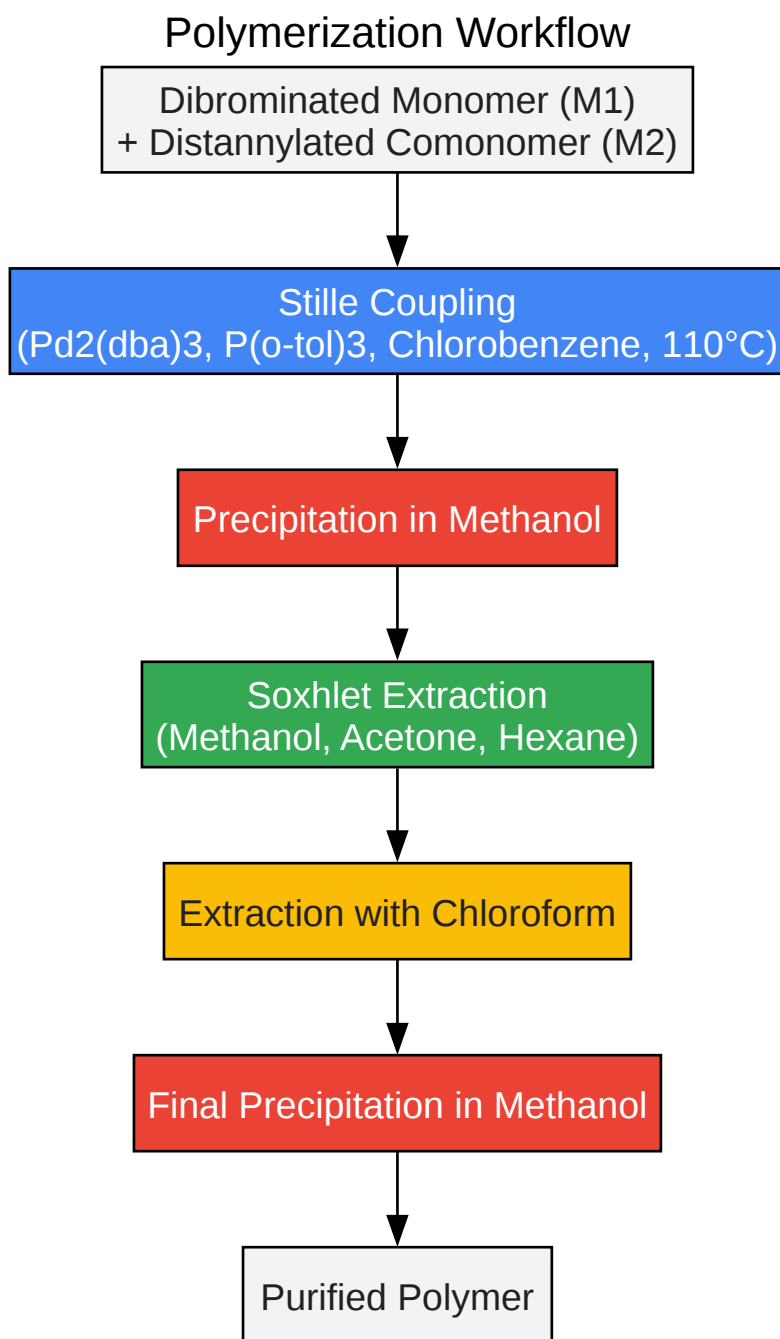 Polymerization Workflow
Dibrominated Monomer (M1)
+ Distannylated Comonomer (M2)
Stille Coupling
(Pd2(dba)3, P(o-tol)3, Chlorobenzene, 110°C)
Precipitation in Methanol
Soxhlet Extraction
(Methanol, Acetone, Hexane)
Extraction with Chloroform
Final Precipitation in Methanol
Purified Polymer